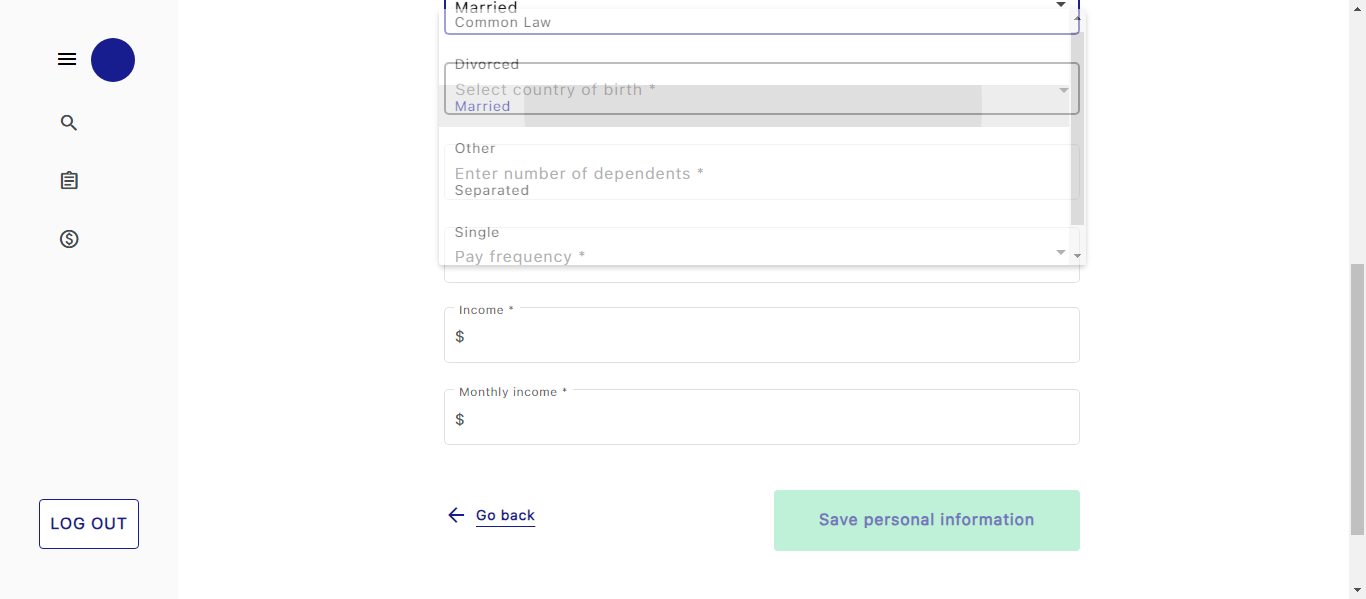 Married
Common Law
Divorced
Select country of birth *
Married
Other
Enter number of dependents *
Separated
Single
Pay frequency *
Income *
$
Monthly income *
$
LOG OUT
Go back
Save personal information